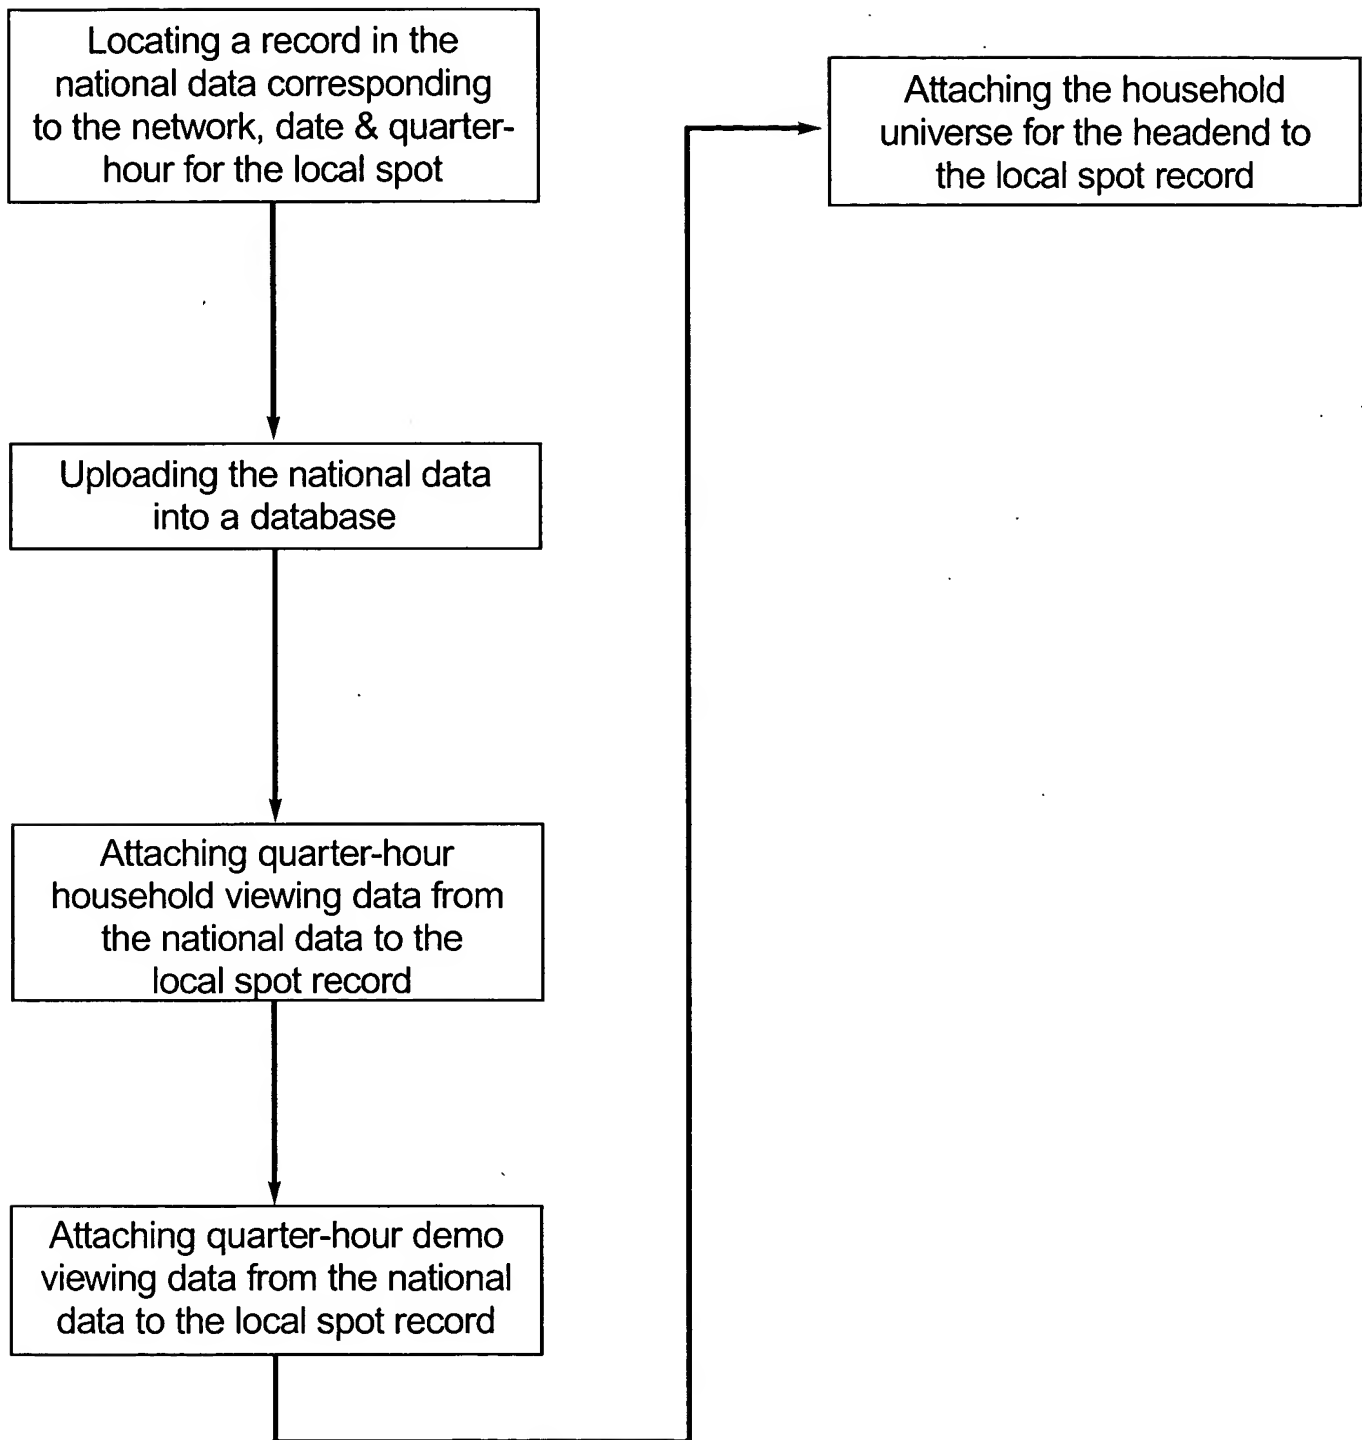 Locating a record in the
national data corresponding
to the network, date & quarter-
hour for the local spot
Uploading the national data
into a database
Attaching quarter-hour
household viewing data from
the national data to the
local spot record
Attaching quarter-hour demo
viewing data from the national
data to the local spot record
Attaching the household
universe for the headend to
the local spot record